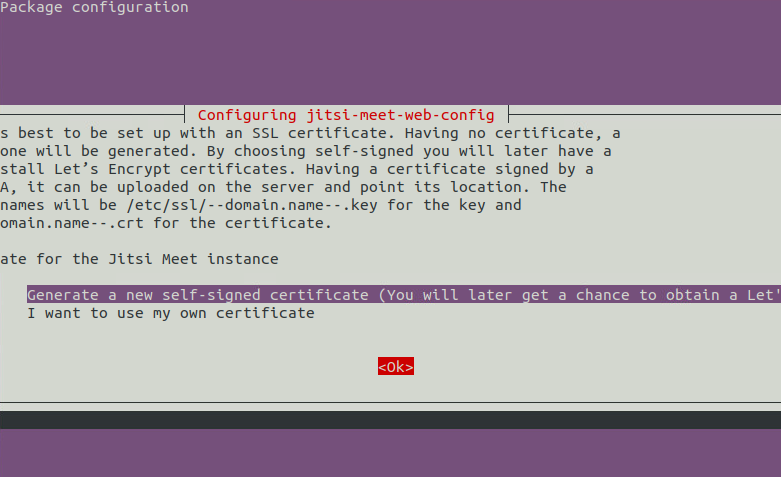 Package configuration
Configuring jitsi-meet-web-config
s best to be set up with an SSL certificate. Having no certificate, a
one will be generated. By choosing self-signed you will later have a
stall Let’s Encrypt certificates. Having a certificate signed by a
A, it can be uploaded on the server and point its location. The
names will be /etc/ssl/--domain.name--.key for the key and
omain.name--.crt for the certificate.
ate for the Jitsi Meet instance
Generate a new self-signed certificate (You will later get a chance to obtain a Let'
I want to use my own certificate
<Ok>